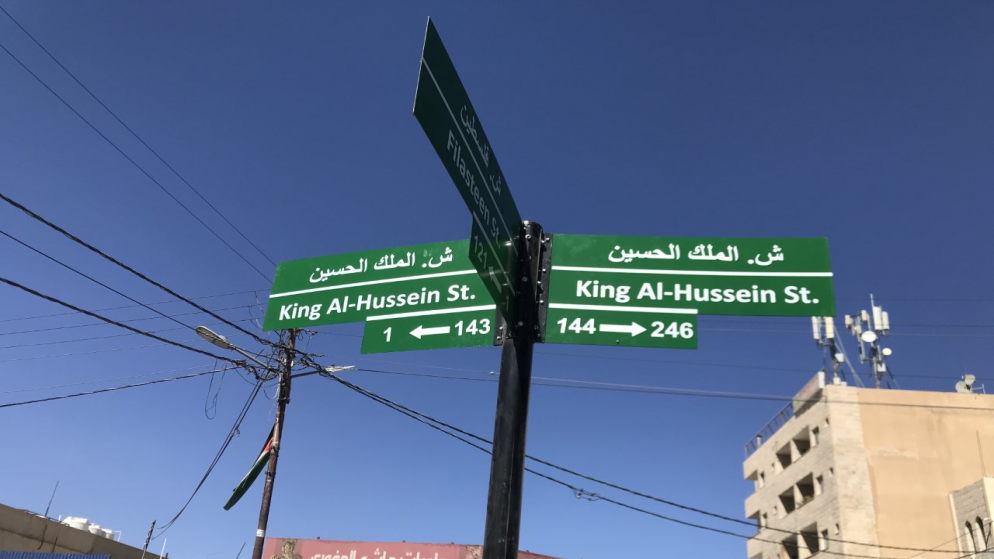 ش. فلسطين
Filasteen St.
121
ش. الملك الحسين
King Al-Hussein St.
1 ← 143
ش. الملك الحسين
King Al-Hussein St.
144 → 246